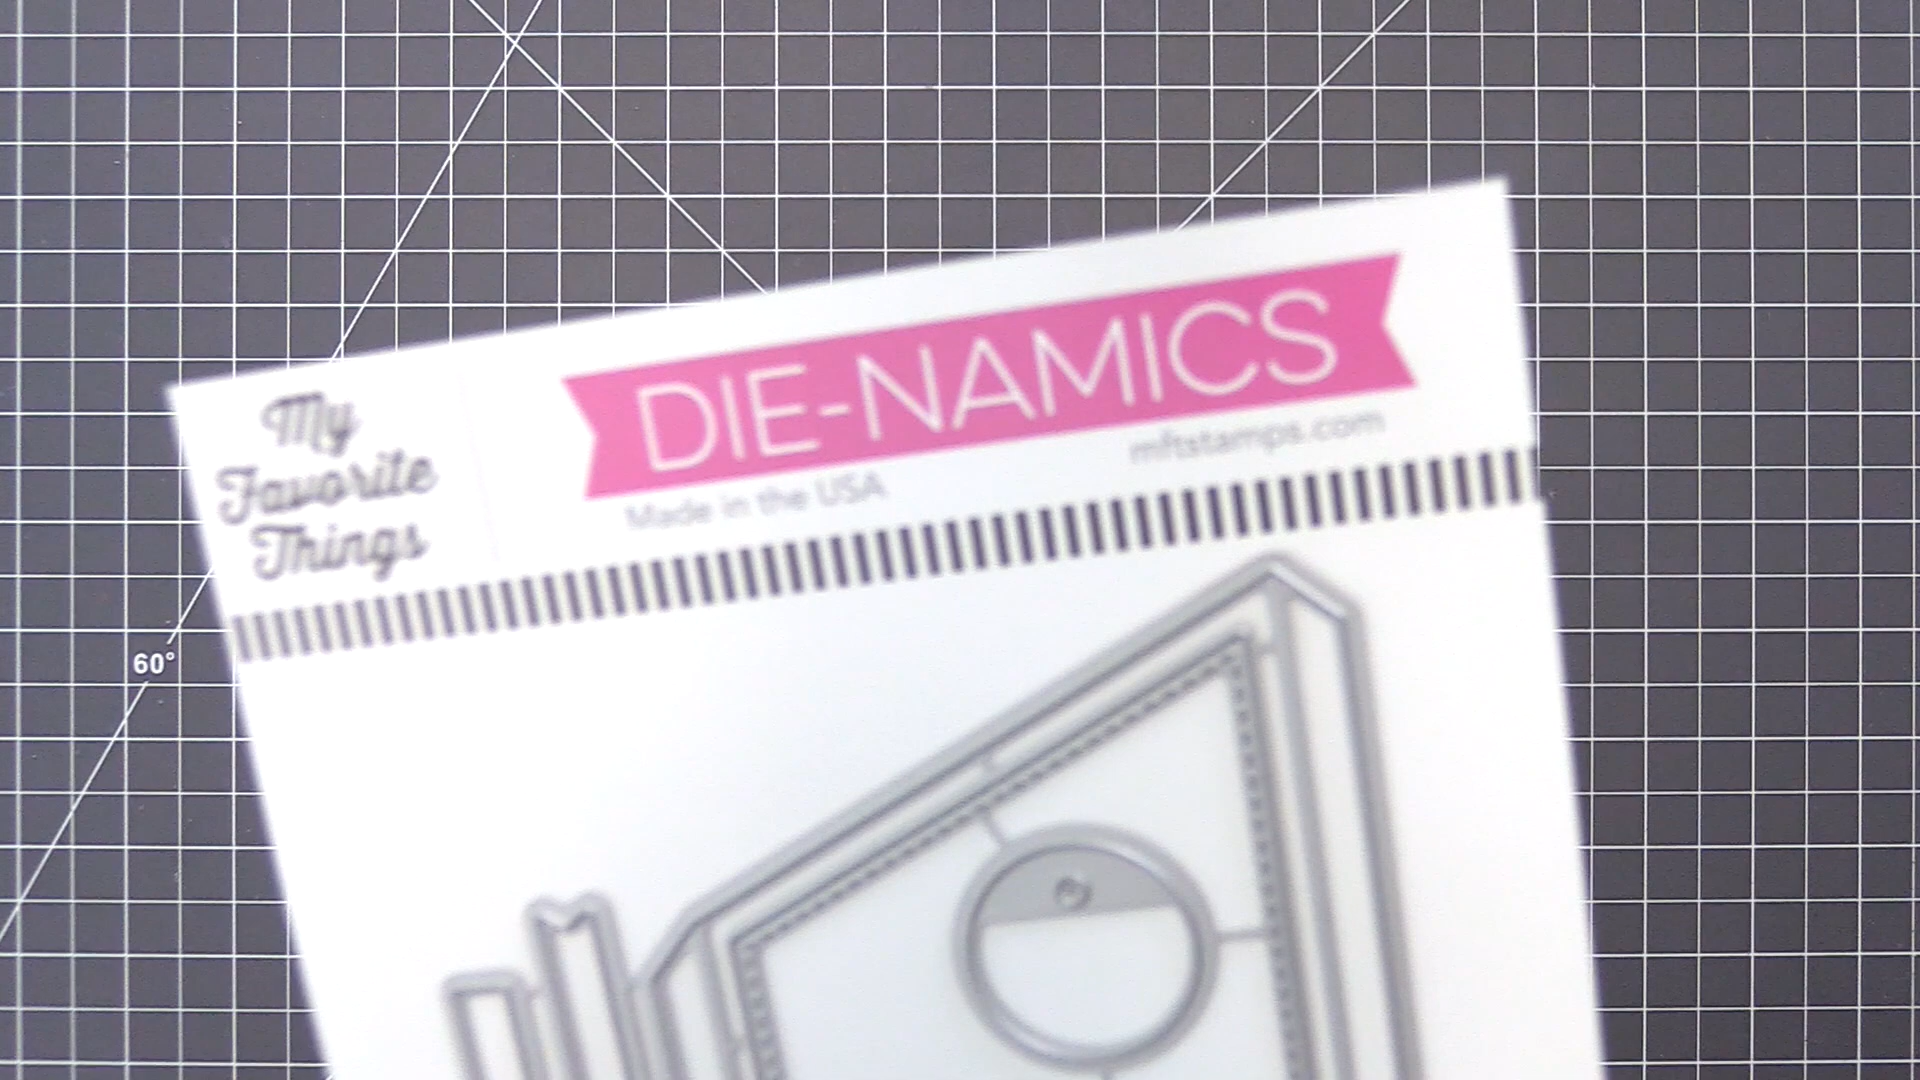 My
Favorite
Things
DIE-NAMICS
Made in the USA
mftstamps.com
60°